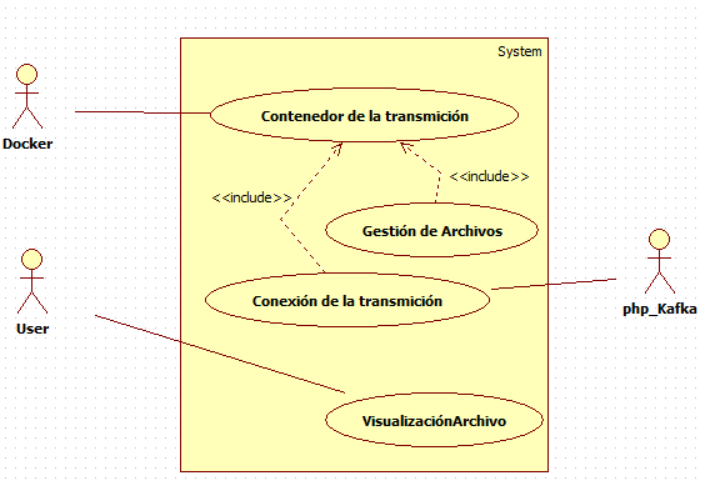 System
Contenedor de la transmición
Docker
<<include>>
<<include>>
Gestión de Archivos
Conexión de la transmición
php_Kafka
User
VisualizaciónArchivo